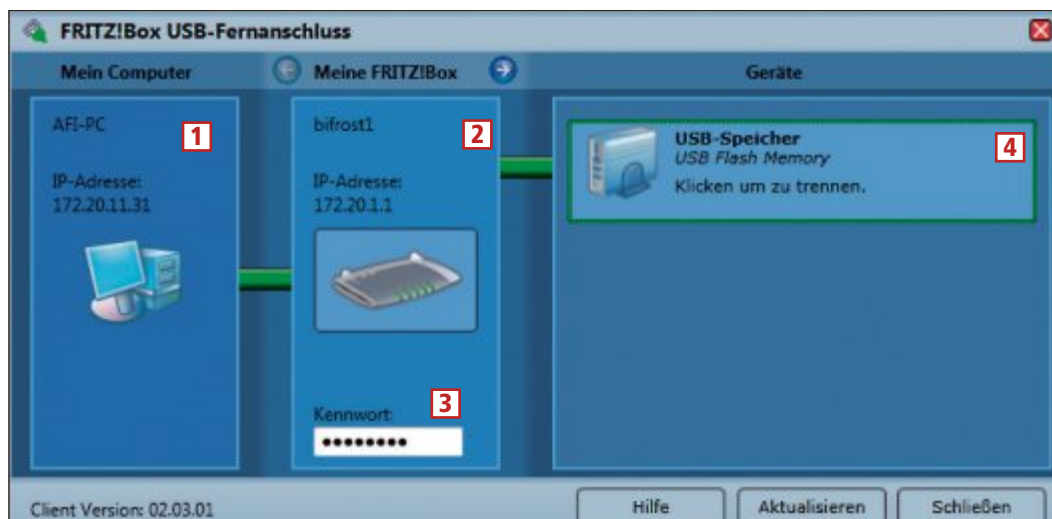 FRITZ!Box USB-Fernanschluss
Mein Computer
Meine FRITZ!Box
Geräte
AFI-PC
1
IP-Adresse:
172.20.11.31
bifrost1
2
IP-Adresse:
172.20.1.1
3
Kennwort:
••••••••
USB-Speicher
4
USB Flash Memory
Klicken um zu trennen.
Client Version: 02.03.01
Hilfe
Aktualisieren
Schließen